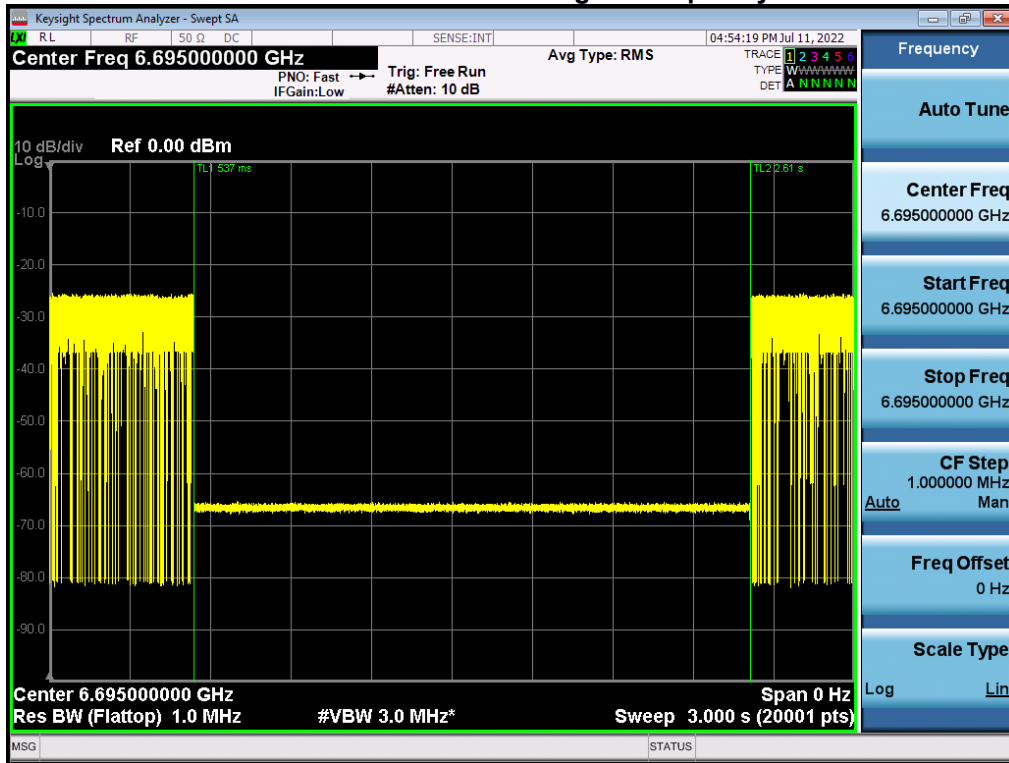 Keysight Spectrum Analyzer - Swept SA
LXI RL RF 50 Ω DC SENSE:INT 04:54:19 PM Jul 11, 2022
Center Freq 6.695000000 GHz
PNO: Fast
IFGain:Low
Trig: Free Run
#Atten: 10 dB
Avg Type: RMS
TRACE 1 2 3 4 5 6
TYPE WWWWWW
DET A N N N N N
10 dB/div Ref 0.00 dBm
Log
TL1 537 ms
TL2 2.61 s
-10.0
-20.0
-30.0
-40.0
-50.0
-60.0
-70.0
-80.0
-90.0
Center 6.695000000 GHz Span 0 Hz
Res BW (Flattop) 1.0 MHz #VBW 3.0 MHz* Sweep 3.000 s (20001 pts)
MSG STATUS
Frequency
Auto Tune
Center Freq
6.695000000 GHz
Start Freq
6.695000000 GHz
Stop Freq
6.695000000 GHz
CF Step
1.000000 MHz
Auto Man
Freq Offset
0 Hz
Scale Type
Log Lin